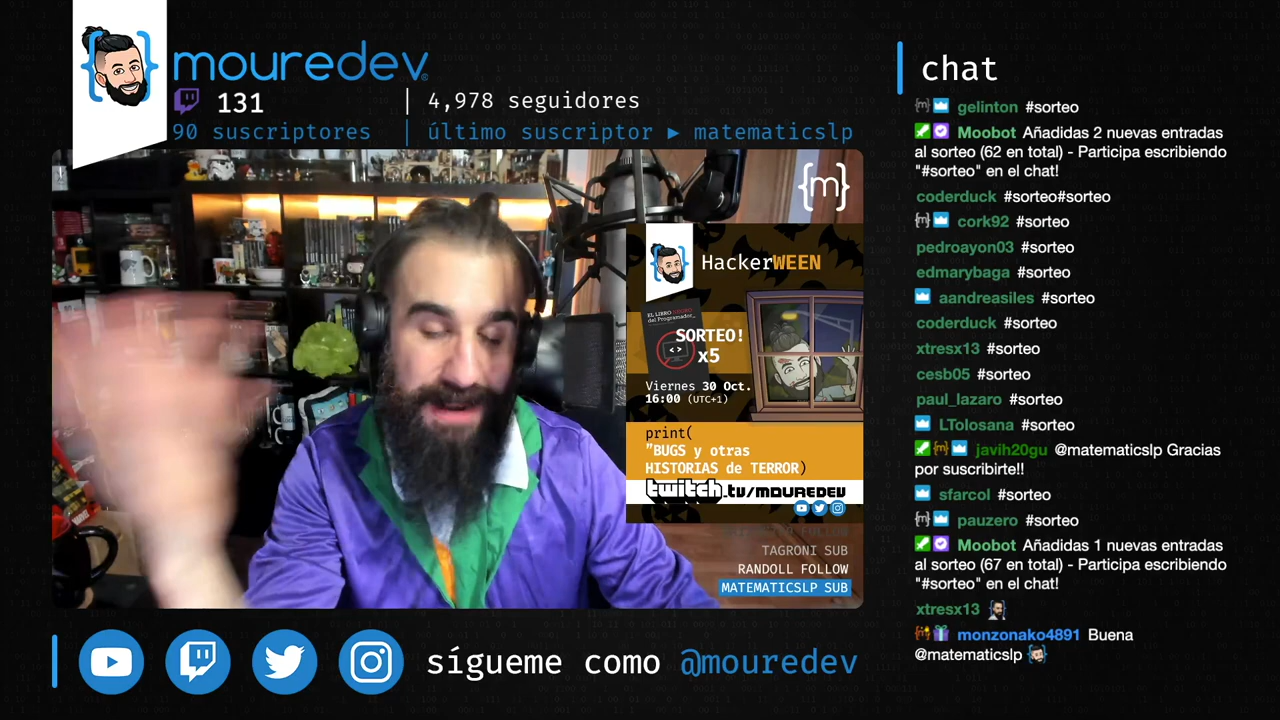 mouredev
131 | 4,978 seguidores
90 suscriptores | último suscriptor ▶ matematicslp
{m}
HackerWEEN
EL LIBRO NEGRO
del Programador
SORTEO!
<>
x5
Viernes 30 Oct.
16:00 (UTC+1)
print(
"BUGS y otras
HISTORIAS de TERROR)
twitch.tv/MOUREDEV
TAGRONI SUB
RANDOLL FOLLOW
MATEMATICSLP SUB
sígueme como @mouredev
chat
gelinton #sorteo
Moobot Añadidas 2 nuevas entradas
al sorteo (62 en total) - Participa escribiendo
"#sorteo" en el chat!
coderduck #sorteo#sorteo
cork92 #sorteo
pedroayon03 #sorteo
edmarybaga #sorteo
aandreasiles #sorteo
coderduck #sorteo
xtresx13 #sorteo
cesb05 #sorteo
paul_lazaro #sorteo
LTolosana #sorteo
javih20gu @matematicslp Gracias
por suscribirte!!
sfarcol #sorteo
pauzero #sorteo
Moobot Añadidas 1 nuevas entradas
al sorteo (67 en total) - Participa escribiendo
"#sorteo" en el chat!
xtresx13
monzonako4891 Buena
@matematicslp